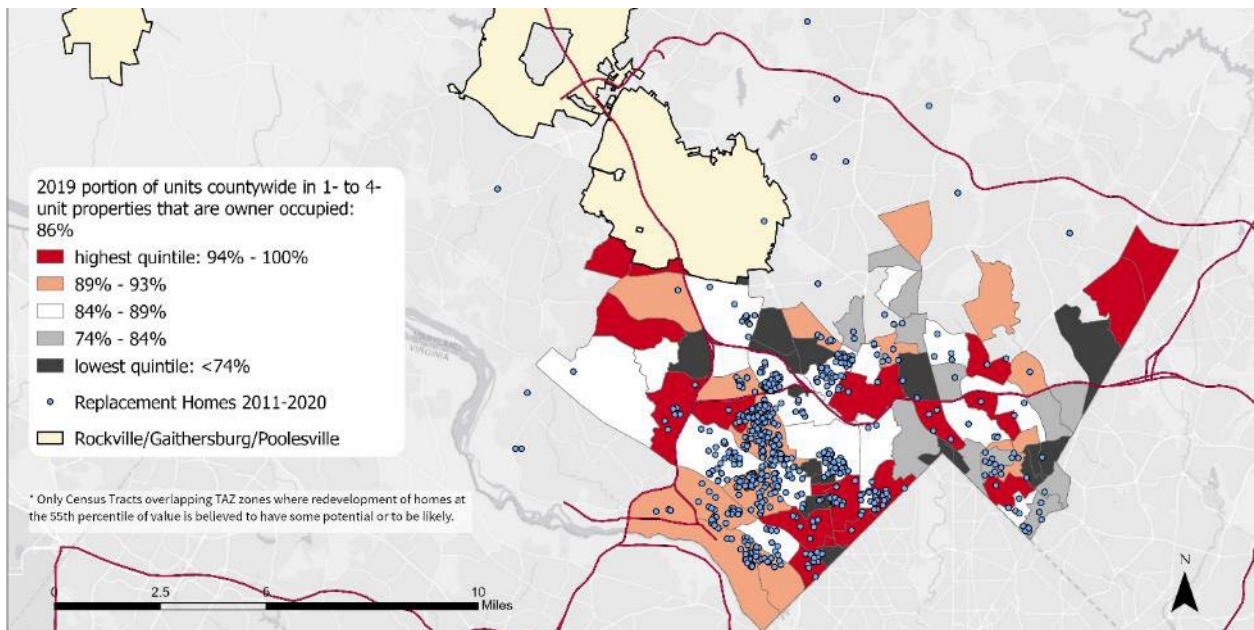 2019 portion of units countywide in 1- to 4-
unit properties that are owner occupied:
86%
highest quintile: 94% - 100%
89% - 93%
84% - 89%
74% - 84%
lowest quintile: <74%
Replacement Homes 2011-2020
Rockville/Gaithersburg/Poolesville
* Only Census Tracts overlapping TAZ zones where redevelopment of homes at
the 55th percentile of value is believed to have some potential or to be likely.
MARYLAND
VIRGINIA
N
0 2.5 5 10
Miles